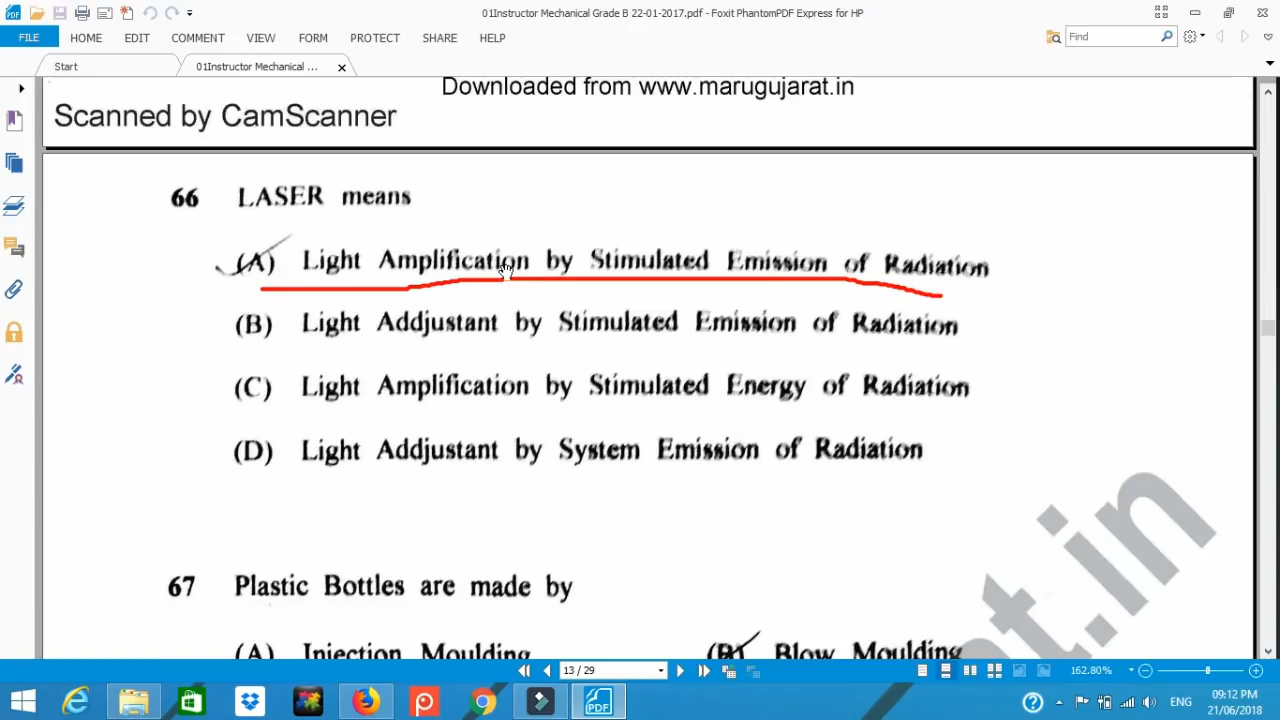 01Instructor Mechanical Grade B 22-01-2017.pdf - Foxit PhantomPDF Express for HP
FILE HOME EDIT COMMENT VIEW FORM PROTECT SHARE HELP Find
Start 01Instructor Mechanical ...
Downloaded from www.marugujarat.in
Scanned by CamScanner
66 LASER means
(A) Light Amplification by Stimulated Emission of Radiation
(B) Light Addjustant by Stimulated Emission of Radiation
(C) Light Amplification by Stimulated Energy of Radiation
(D) Light Addjustant by System Emission of Radiation
67 Plastic Bottles are made by
(A) Injection Moulding (B) Blow Moulding
t.in
13 / 29 162.80%
PDF ENG 09:12 PM
21/06/2018